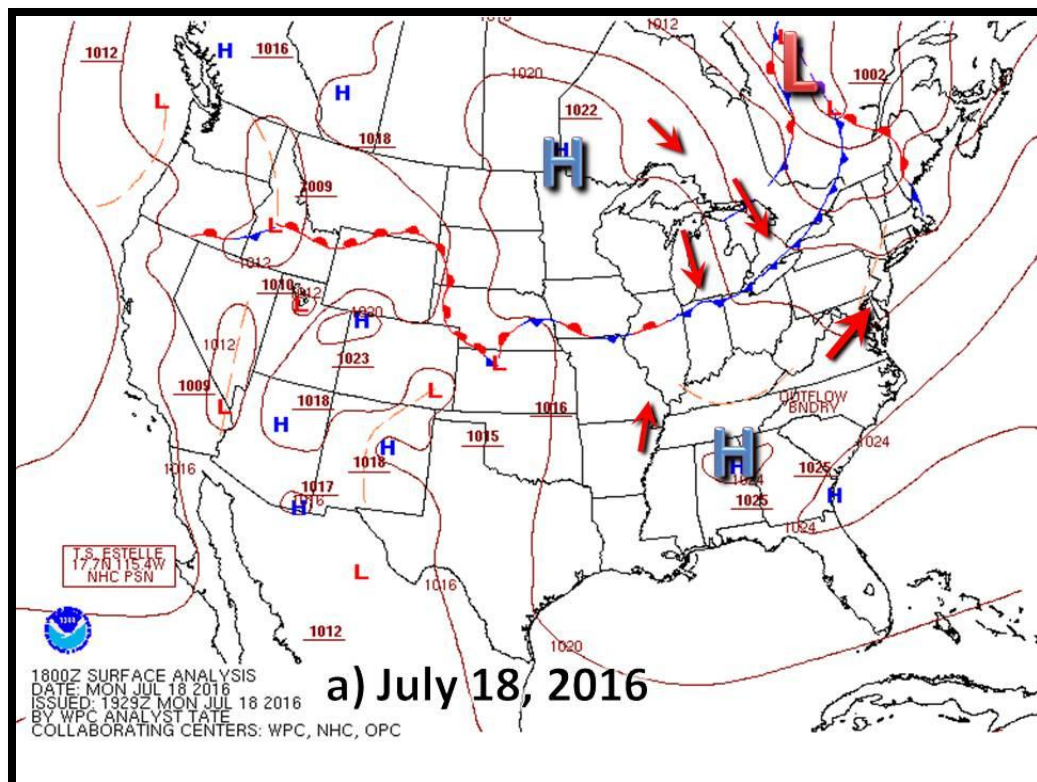 1016
1012
1016
H
L
1002
H
1020
L
L
1022
H
H
1018
L
2009
L
1012
1010
1012
L
1020
H
1012
1023
L
1009
1018
L
L
1016
OUTFLOW
BNDRY
H
H
1015
1024
1016
1018
H
H
1025
1024
1017
1016
H
1025
H
1024
T.S. ESTELLE
17.7N 115.4W
NHC PSN
L
1016
1012
1020
1800Z SURFACE ANALYSIS
DATE: MON JUL 18 2016
ISSUED: 1929Z MON JUL 18 2016
BY WPC ANALYST TATE
COLLABORATING CENTERS: WPC, NHC, OPC
a) July 18, 2016